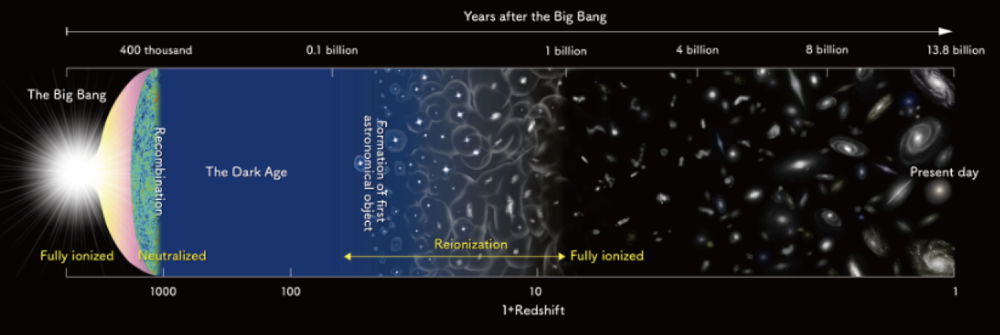 Years after the Big Bang
400 thousand 0.1 billion 1 billion 4 billion 8 billion 13.8 billion
The Big Bang
Recombination
The Dark Age
Formation of first
astronomical object
Present day
Reionization
Fully ionized Neutralized Fully ionized
1000 100 10 1
1+Redshift